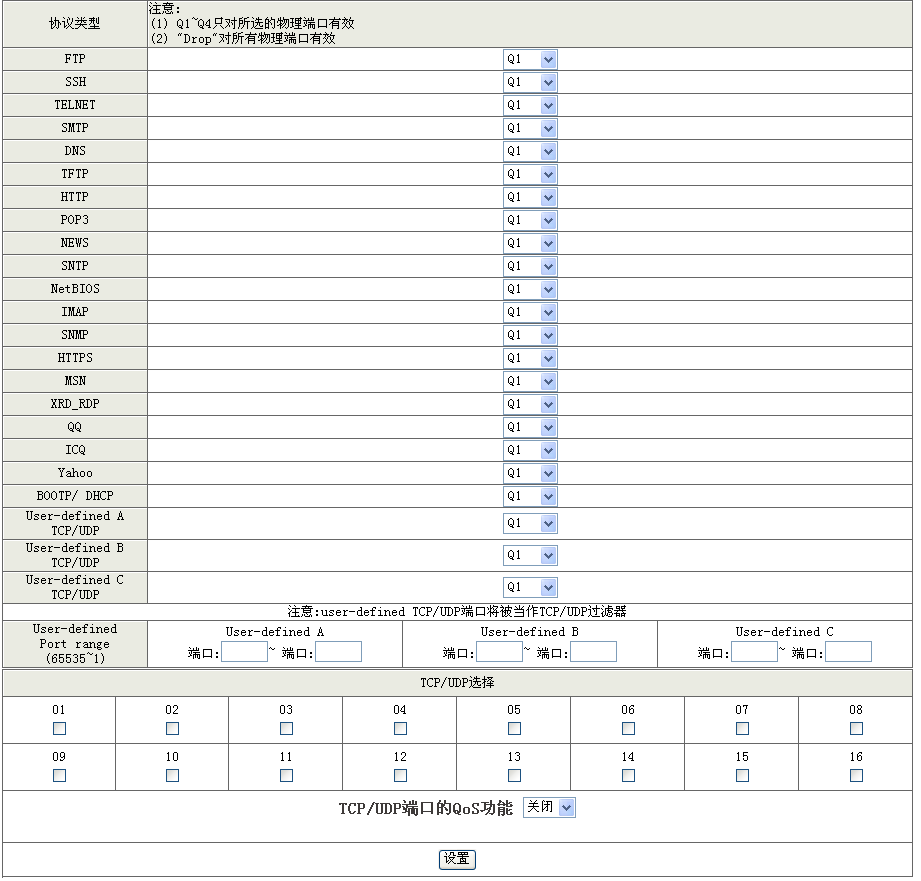 协议类型
注意:
(1) Q1~Q4只对所选的物理端口有效
(2) "Drop"对所有物理端口有效
FTP Q1
SSH Q1
TELNET Q1
SMTP Q1
DNS Q1
TFTP Q1
HTTP Q1
POP3 Q1
NEWS Q1
SNTP Q1
NetBIOS Q1
IMAP Q1
SNMP Q1
HTTPS Q1
MSN Q1
XRD_RDP Q1
QQ Q1
ICQ Q1
Yahoo Q1
BOOTP/ DHCP Q1
User-defined A
TCP/UDP
Q1
User-defined B
TCP/UDP
Q1
User-defined C
TCP/UDP
Q1
注意:user-defined TCP/UDP端口将被当作TCP/UDP过滤器
User-defined
Port range
(65535~1)
User-defined A
端口: ~ 端口:
User-defined B
端口: ~ 端口:
User-defined C
端口: ~ 端口:
TCP/UDP选择
01 02 03 04 05 06 07 08
09 10 11 12 13 14 15 16
TCP/UDP端口的QoS功能 关闭
设置